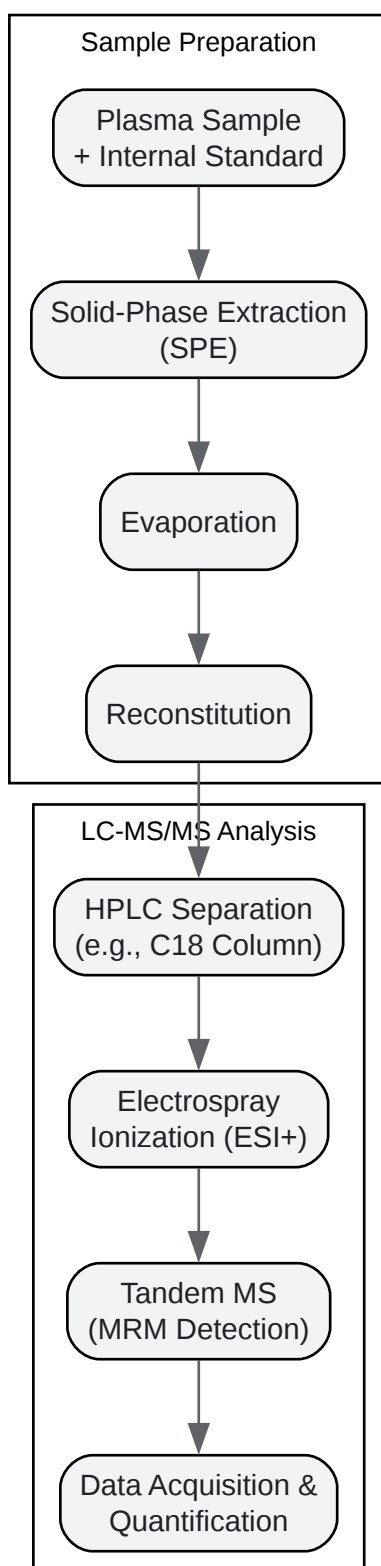 Sample Preparation
Plasma Sample
+ Internal Standard
Solid-Phase Extraction
(SPE)
Evaporation
Reconstitution
LC-MS/MS Analysis
HPLC Separation
(e.g., C18 Column)
Electrospray
Ionization (ESI+)
Tandem MS
(MRM Detection)
Data Acquisition &
Quantification